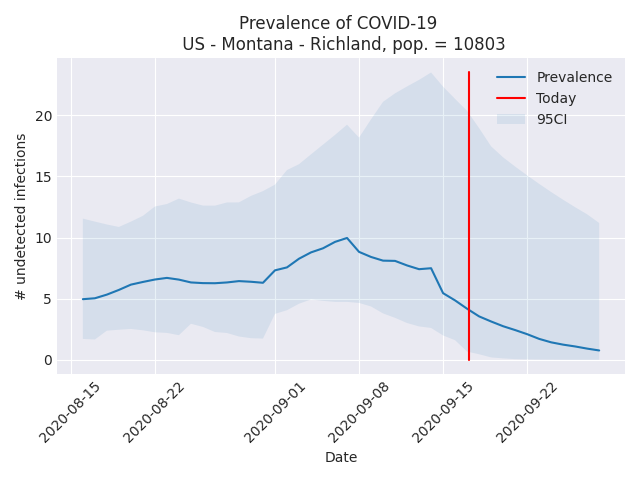 Prevalence of COVID-19
US - Montana - Richland, pop. = 10803
Prevalence
Today
95CI
# undetected infections
20
15
10
5
0
2020-08-15
2020-08-22
2020-09-01
2020-09-08
2020-09-15
2020-09-22
Date